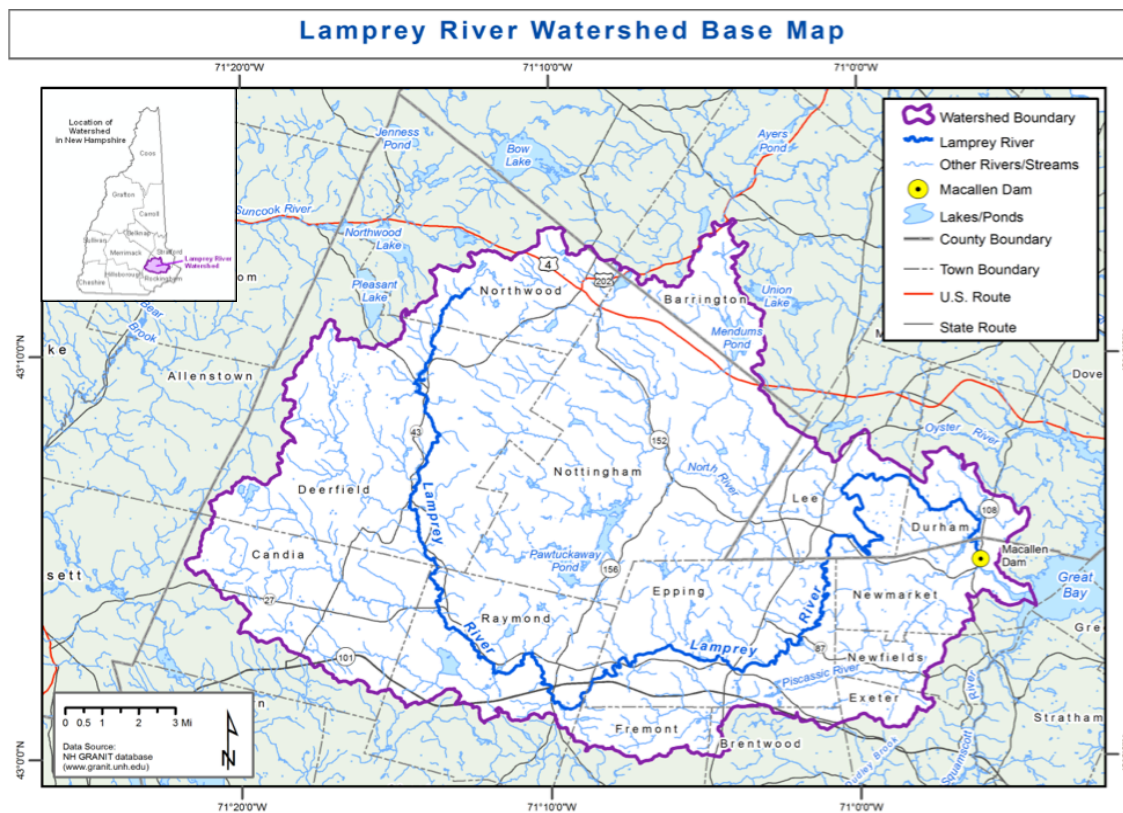 Lamprey River Watershed Base Map
71°20'0"W
71°10'0"W
71°0'0"W
Location of
Watershed
in New Hampshire
Coos
Grafton
Carroll
Belknap
Sullivan
Merrimack
Strafford
Lamprey River
Watershed
Hillsborough
Rockingham
Cheshire
Watershed Boundary
Lamprey River
Other Rivers/Streams
Macallen Dam
Lakes/Ponds
County Boundary
Town Boundary
U.S. Route
State Route
Jenness
Pond
Bow
Lake
Ayers
Pond
Suncook River
Northwood
Lake
4
202
Pleasant
Lake
Northwood
Barrington
Union
Lake
Mendums
Pond
om
Bear
Brook
43°10'0"N
ke
Allenstown
Dove
43
152
Oyster River
Nottingham
North River
Deerfield
Lamprey
Lee
108
Durham
Candia
Pawtuckaway
Pond
Macallen
Dam
sett
156
Great
Bay
Epping
Newmarket
27
Raymond
River
River
Gre
Lamprey
87
Newfields
101
Piscassic River
Exeter
Fremont
Brentwood
Stratham
Dudley Brook
Squamscott River
0 0.5 1 2 3 Mi
N
Data Source:
NH GRANIT database
(www.granit.unh.edu)
43°0'0"N
71°20'0"W
71°10'0"W
71°0'0"W